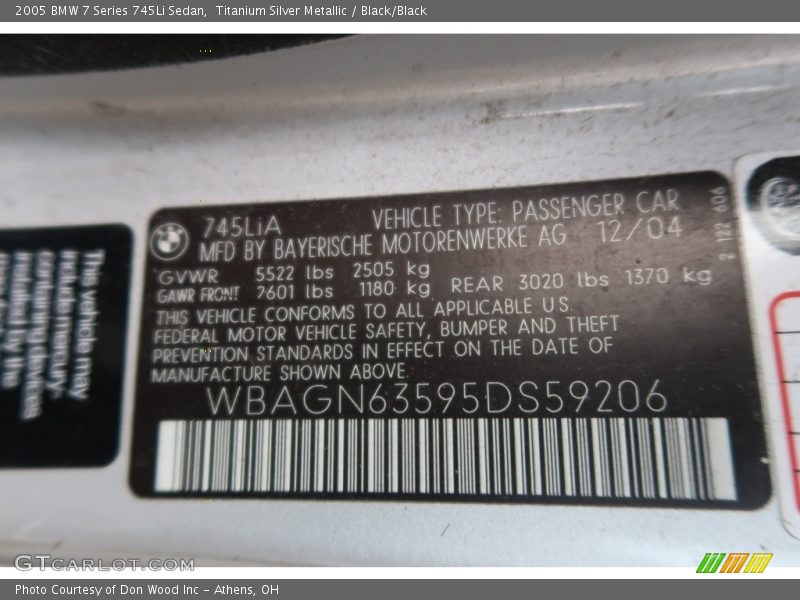 2005 BMW 7 Series 745Li Sedan, Titanium Silver Metallic / Black/Black
745LiA VEHICLE TYPE: PASSENGER CAR
MFD BY BAYERISCHE MOTORENWERKE AG 12/04
GVWR 5522 lbs 2505 kg
GAWR FRONT 2601 lbs 1180 kg REAR 3020 lbs 1370 kg
THIS VEHICLE CONFORMS TO ALL APPLICABLE U.S.
FEDERAL MOTOR VEHICLE SAFETY, BUMPER AND THEFT
PREVENTION STANDARDS IN EFFECT ON THE DATE OF
MANUFACTURE SHOWN ABOVE.
WBAGN63595DS59206
2 122 606
This vehicle may
include mercury-
containing devices
installed by the
GTCARLOT.COM
Photo Courtesy of Don Wood Inc - Athens, OH